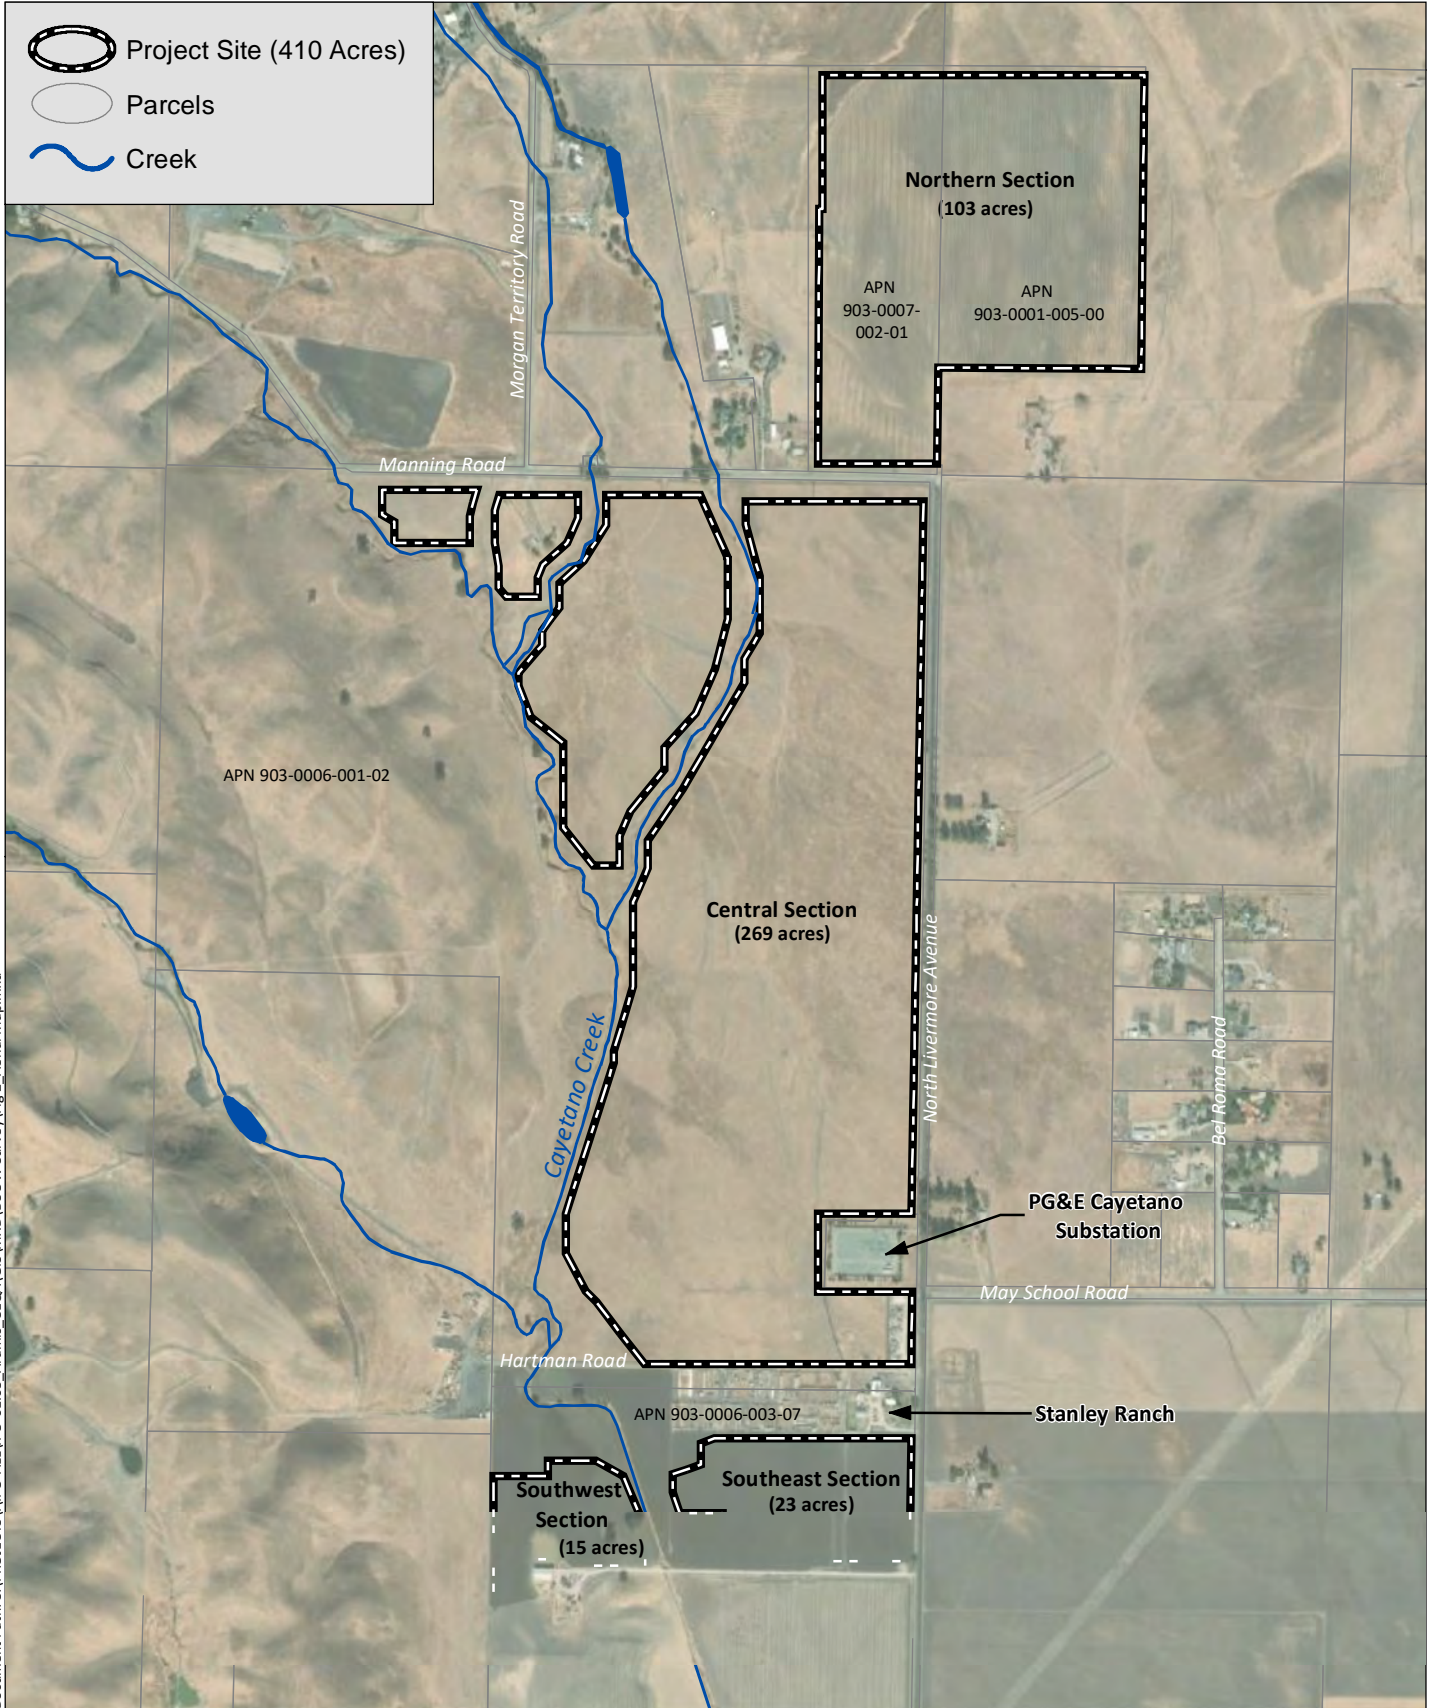 Project Site (410 Acres)
Parcels
Creek
Northern Section
(103 acres)
APN
903-0007-
002-01
APN
903-0001-005-00
Morgan Territory Road
Manning Road
APN 903-0006-001-02
Central Section
(269 acres)
North Livermore Avenue
Cayetano Creek
Bel Roma Road
PG&E Cayetano
Substation
May School Road
Hartman Road
APN 903-0006-003-07
Stanley Ranch
Southwest
Section
(15 acres)
Southeast Section
(23 acres)